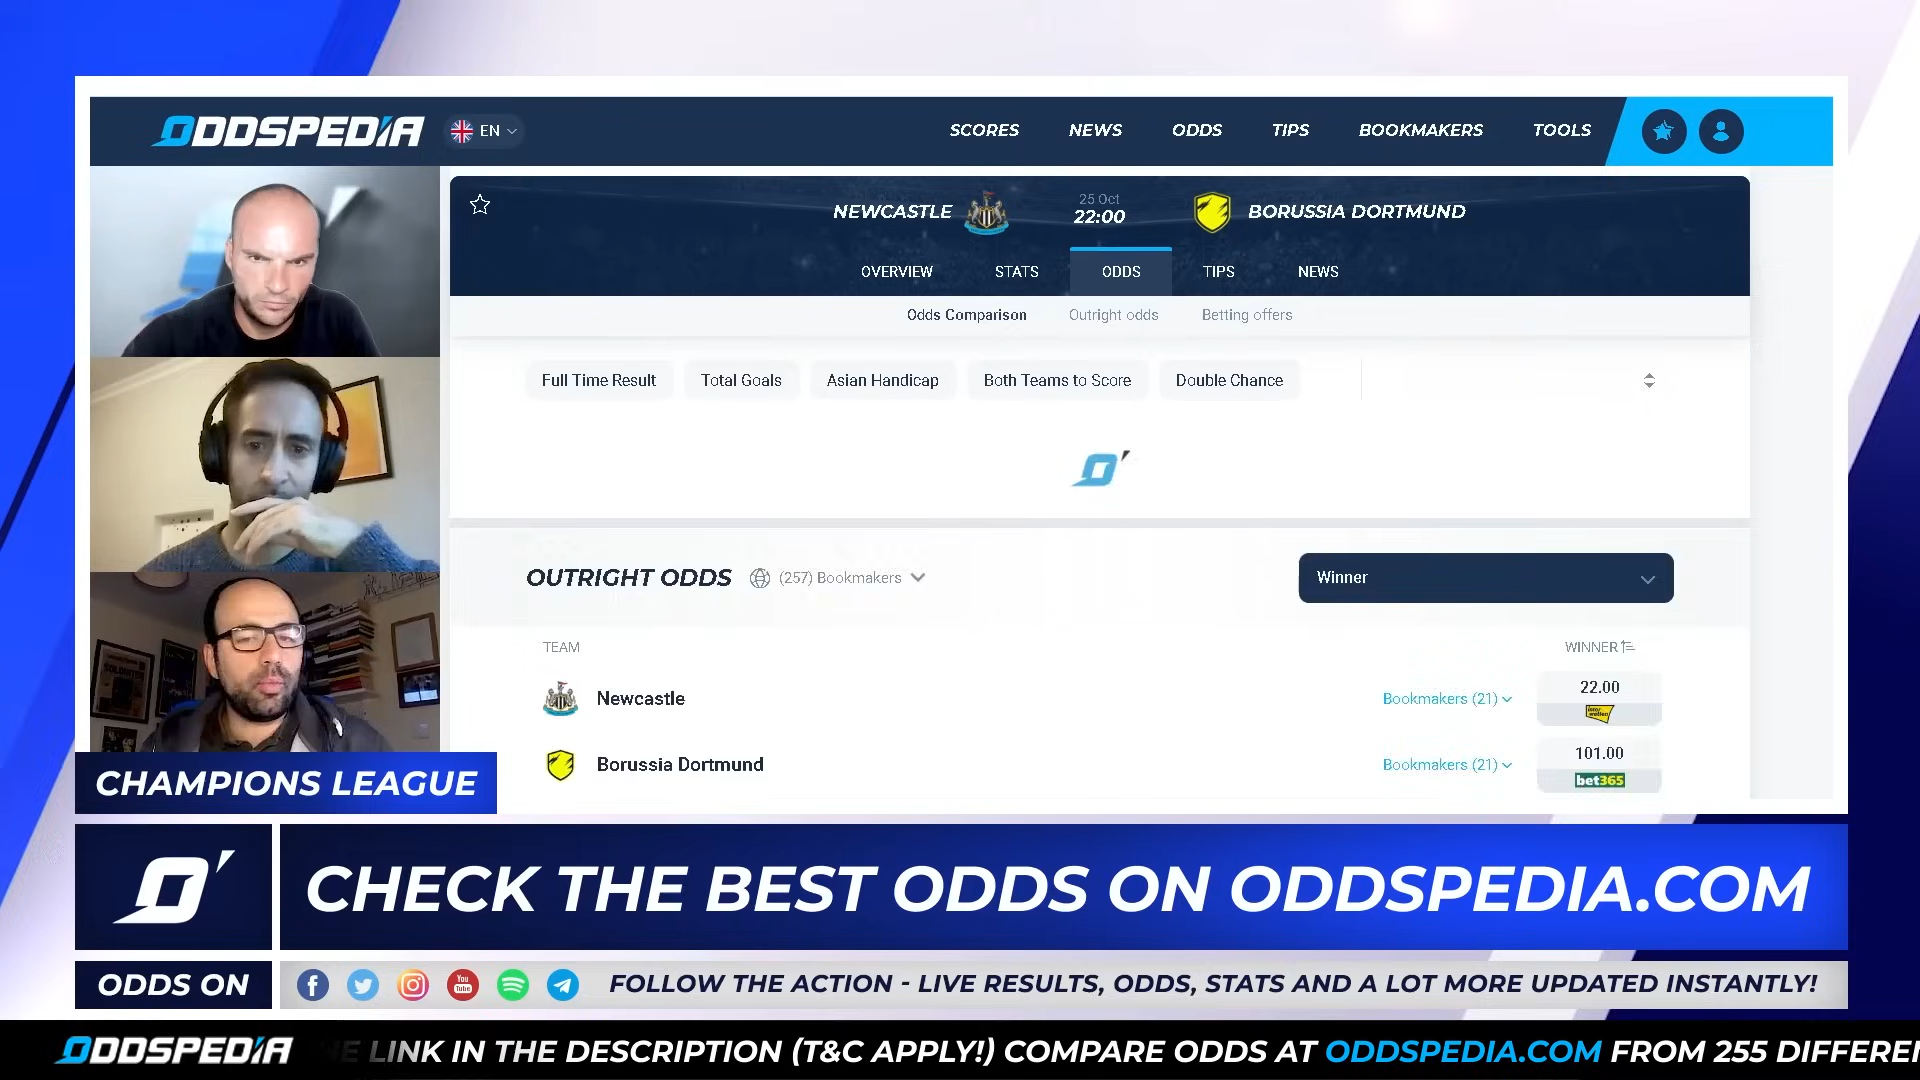 ODDSPEDIA
EN
SCORES
NEWS
ODDS
TIPS
BOOKMAKERS
TOOLS
NEWCASTLE
25 Oct
22:00
BORUSSIA DORTMUND
OVERVIEW
STATS
ODDS
TIPS
NEWS
Odds Comparison
Outright odds
Betting offers
Full Time Result
Total Goals
Asian Handicap
Both Teams to Score
Double Chance
OUTRIGHT ODDS
(257) Bookmakers
Winner
TEAM
WINNER
Newcastle
Bookmakers (21)
22.00
Borussia Dortmund
Bookmakers (21)
101.00
bet365
CHAMPIONS LEAGUE
CHECK THE BEST ODDS ON ODDSPEDIA.COM
ODDS ON
You
Tube
FOLLOW THE ACTION - LIVE RESULTS, ODDS, STATS AND A LOT MORE UPDATED INSTANTLY!
ODDSPEDIA
LINK IN THE DESCRIPTION (T&C APPLY!) COMPARE ODDS AT ODDSPEDIA.COM FROM 255